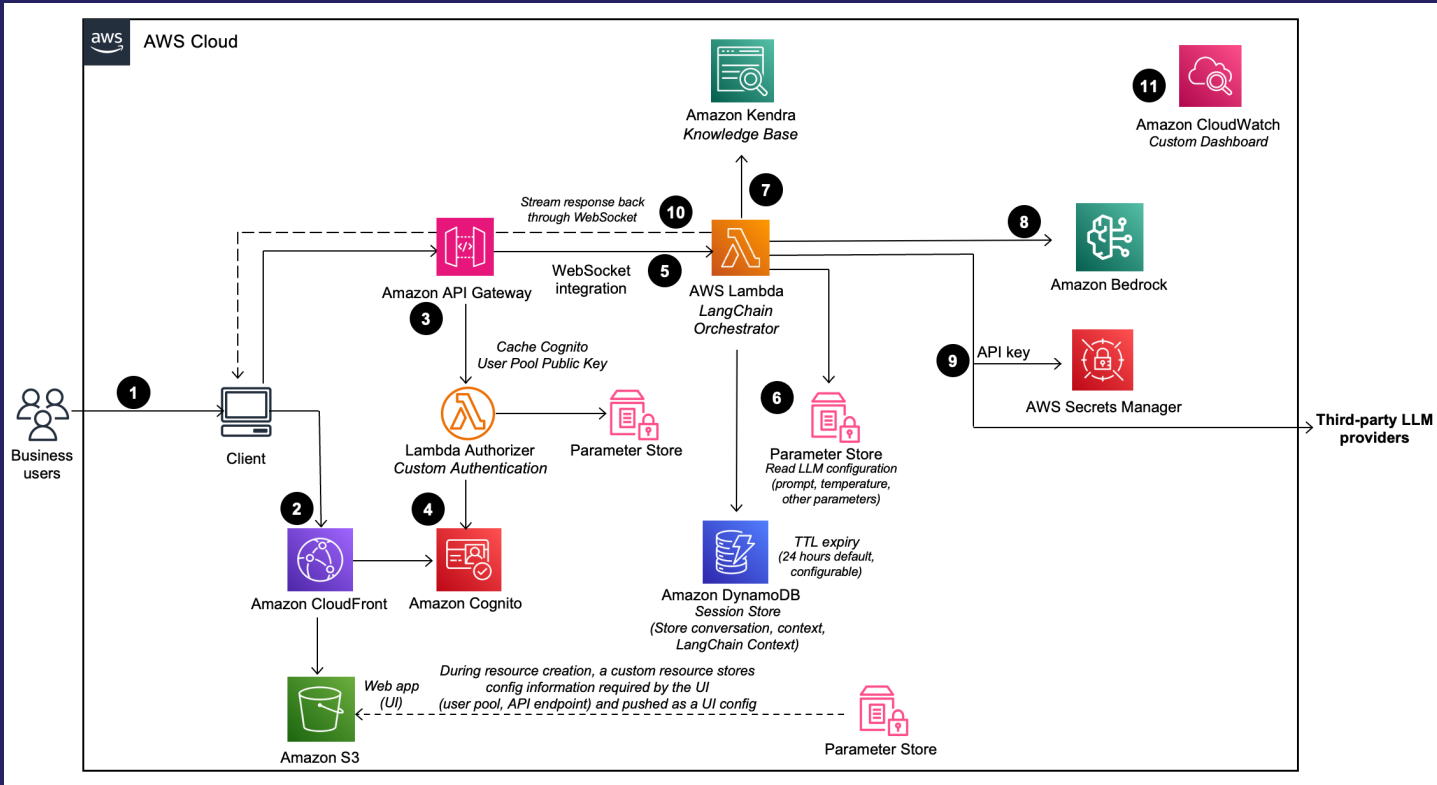 aws
AWS Cloud
Amazon Kendra
Knowledge Base
11
Amazon CloudWatch
Custom Dashboard
7
Stream response back
through WebSocket
10
8
Amazon Bedrock
Amazon API Gateway
WebSocket
integration
5
AWS Lambda
LangChain
Orchestrator
3
Cache Cognito
User Pool Public Key
9
API key
AWS Secrets Manager
Third-party LLM
providers
1
Business
users
Client
Lambda Authorizer
Custom Authentication
Parameter Store
6
Parameter Store
Read LLM configuration
(prompt, temperature,
other parameters)
2
4
Amazon CloudFront
Amazon Cognito
TTL expiry
(24 hours default,
configurable)
Amazon DynamoDB
Session Store
(Store conversation, context,
LangChain Context)
Web app
(UI)
During resource creation, a custom resource stores
config information required by the UI
(user pool, API endpoint) and pushed as a UI config
Amazon S3
Parameter Store